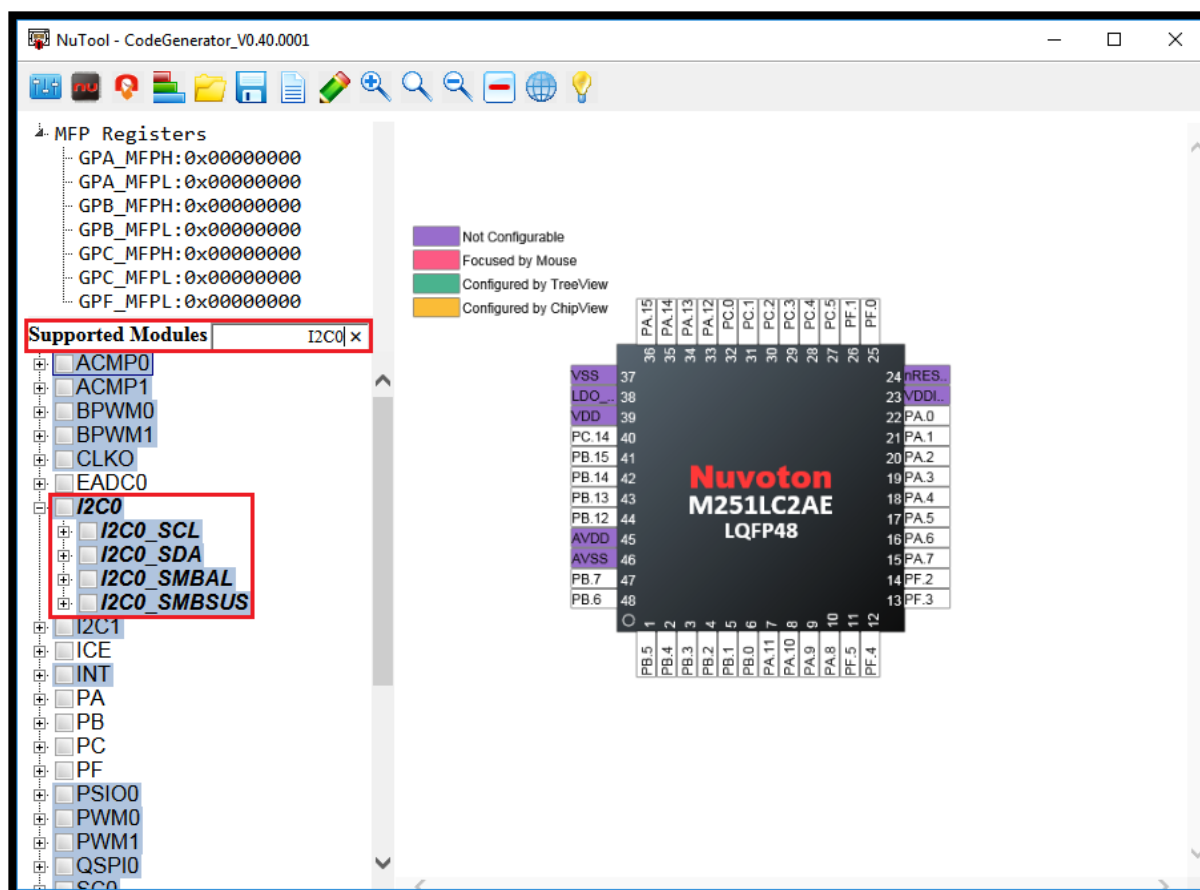 NuTool - CodeGenerator_V0.40.0001
MFP Registers
GPA_MFPH:0x00000000
GPA_MFPL:0x00000000
GPB_MFPH:0x00000000
GPB_MFPL:0x00000000
GPC_MFPH:0x00000000
GPC_MFPL:0x00000000
GPF_MFPL:0x00000000
Supported Modules I2C0 ×
ACMP0
ACMP1
BPWM0
BPWM1
CLKO
EADC0
I2C0
I2C0_SCL
I2C0_SDA
I2C0_SMBAL
I2C0_SMBSUS
I2C1
ICE
INT
PA
PB
PC
PF
PSIO0
PWM0
PWM1
QSPI0
SC0
Not Configurable
Focused by Mouse
Configured by TreeView
Configured by ChipView
PA.15 PA.14 PA.13 PA.12 PC.0 PC.1 PC.2 PC.3 PC.4 PC.5 PF.1 PF.0
36 35 34 33 32 31 30 29 28 27 26 25
VSS 37
LDO_.. 38
VDD 39
PC.14 40
PB.15 41
PB.14 42
PB.13 43
PB.12 44
AVDD 45
AVSS 46
PB.7 47
PB.6 48
Nuvoton
M251LC2AE
LQFP48
24 nRES..
23 VDDI..
22 PA.0
21 PA.1
20 PA.2
19 PA.3
18 PA.4
17 PA.5
16 PA.6
15 PA.7
14 PF.2
13 PF.3
1 2 3 4 5 6 7 8 9 10 11 12
PB.5 PB.4 PB.3 PB.2 PB.1 PB.0 PA.11 PA.10 PA.9 PA.8 PF.5 PF.4